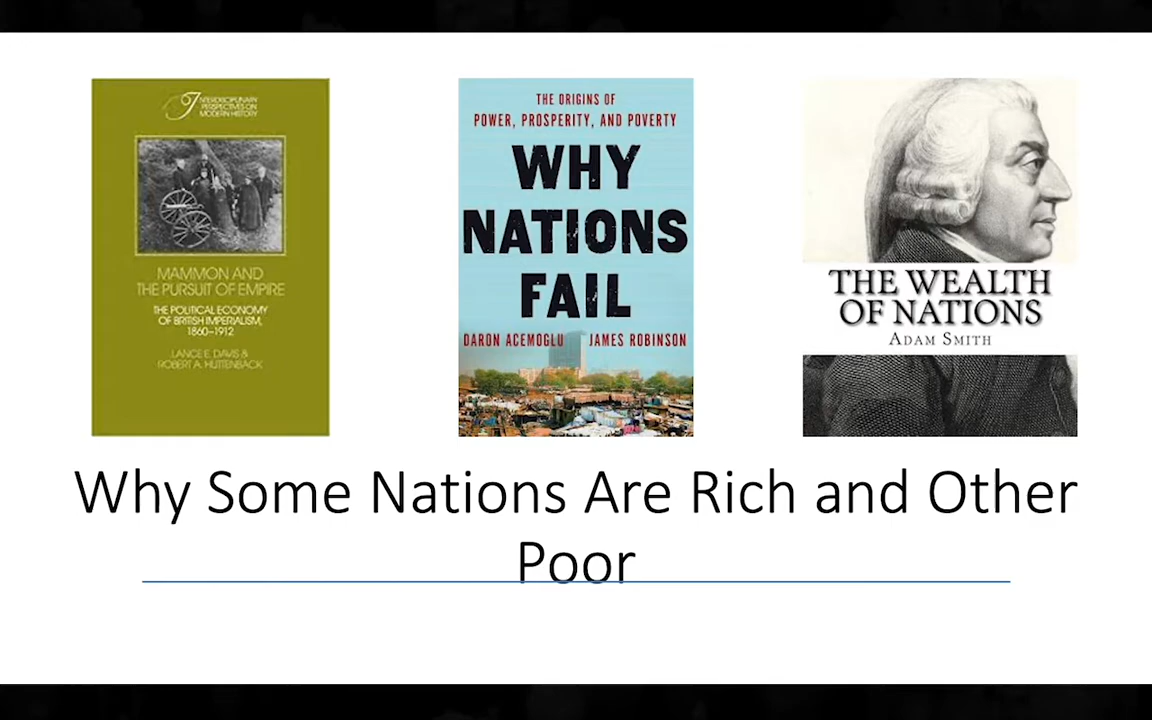 INTERDISCIPLINARY
PERSPECTIVES ON
MODERN HISTORY
MAMMON AND
THE PURSUIT OF EMPIRE
THE POLITICAL ECONOMY
OF BRITISH IMPERIALISM,
1860–1912
LANCE E. DAVIS &
ROBERT A. HUTTENBACK
THE ORIGINS OF
POWER, PROSPERITY, AND POVERTY
WHY
NATIONS
FAIL
DARON ACEMOGLU JAMES ROBINSON
THE WEALTH
OF NATIONS
ADAM SMITH
Why Some Nations Are Rich and Other
Poor